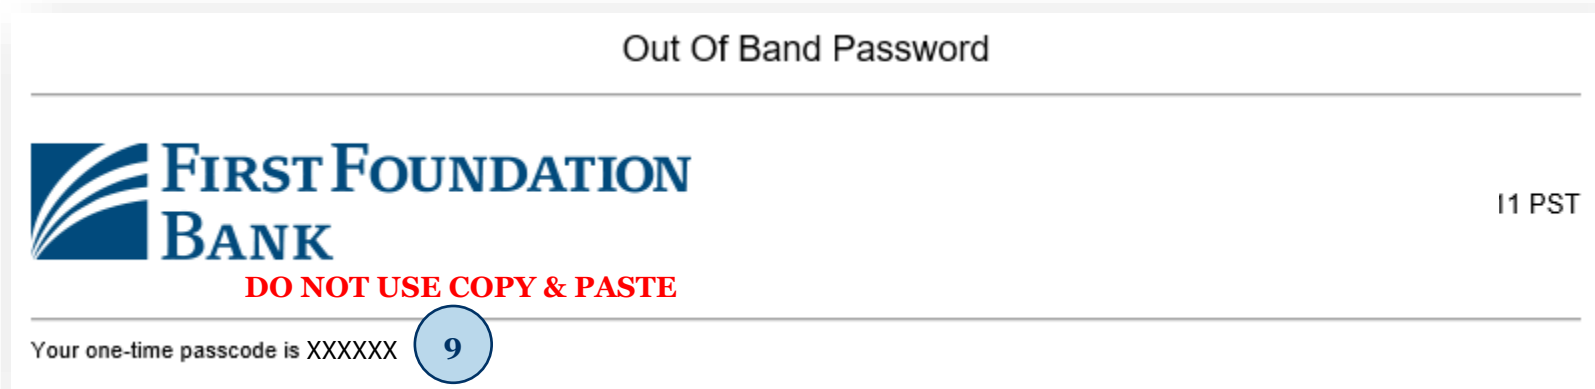 Out Of Band Password
FIRST FOUNDATION
BANK
11 PST
DO NOT USE COPY & PASTE
Your one-time passcode is XXXXXX
9